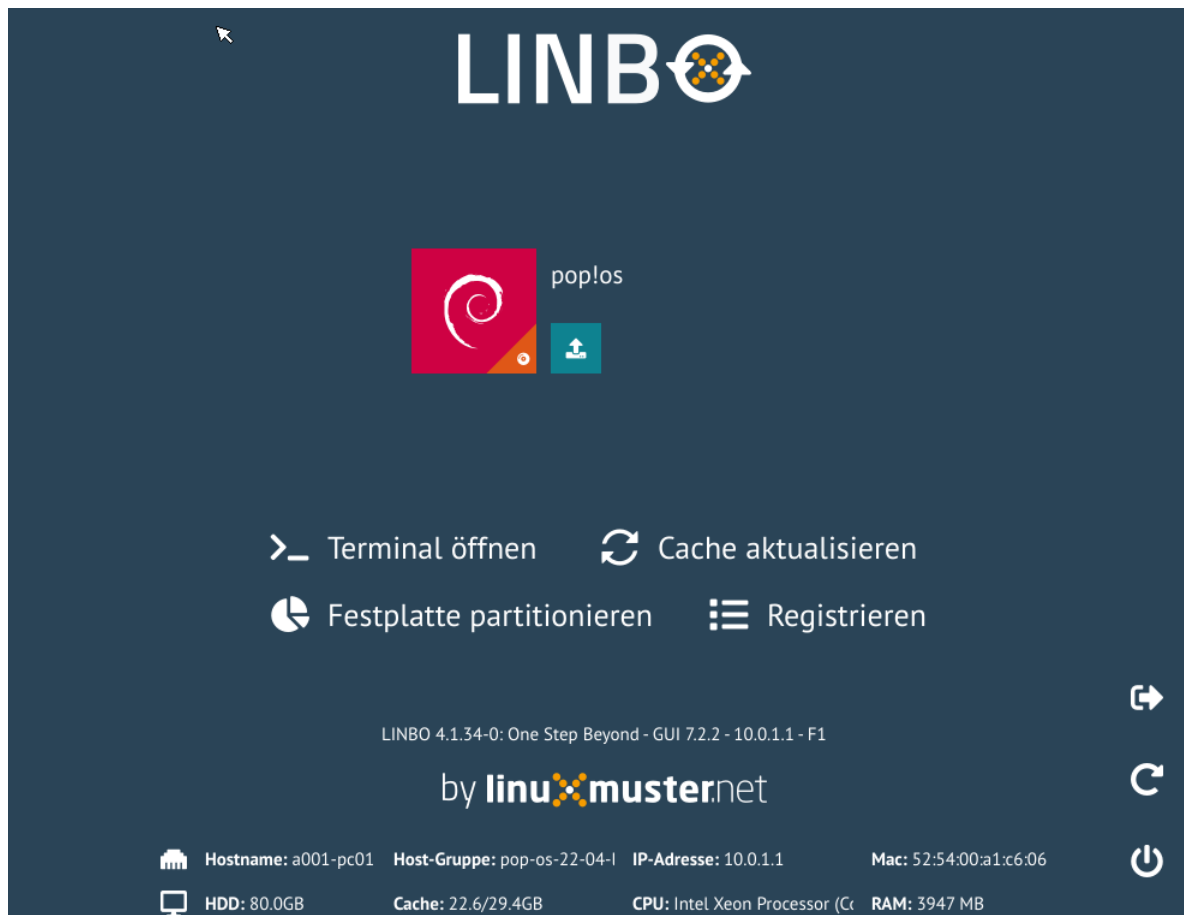 LINBO
pop!os
Terminal öffnen Cache aktualisieren
Festplatte partitionieren Registrieren
LINBO 4.1.34-0: One Step Beyond - GUI 7.2.2 - 10.0.1.1 - F1
by linuxmuster.net
Hostname: a001-pc01 Host-Gruppe: pop-os-22-04-l IP-Adresse: 10.0.1.1 Mac: 52:54:00:a1:c6:06
HDD: 80.0GB Cache: 22.6/29.4GB CPU: Intel Xeon Processor (Co RAM: 3947 MB